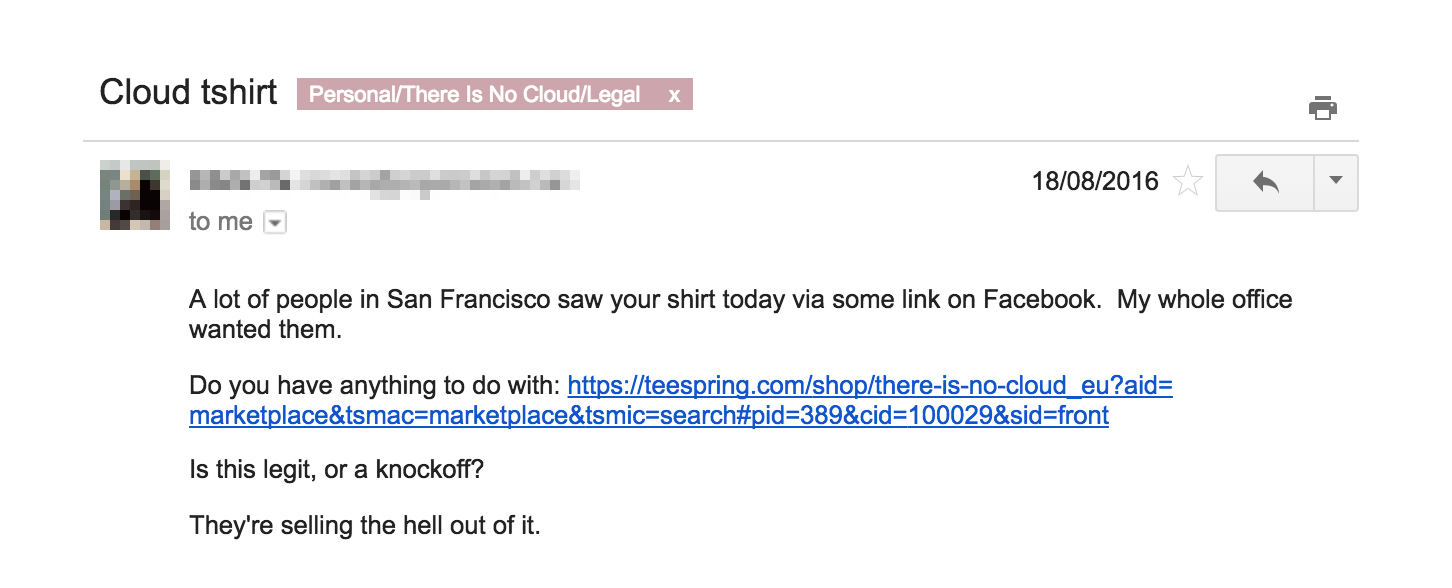 Cloud tshirt Personal/There Is No Cloud/Legal x
18/08/2016
to me
A lot of people in San Francisco saw your shirt today via some link on Facebook.  My whole office
wanted them.
Do you have anything to do with: https://teespring.com/shop/there-is-no-cloud_eu?aid=
marketplace&tsmac=marketplace&tsmic=search#pid=389&cid=100029&sid=front
Is this legit, or a knockoff?
They're selling the hell out of it.